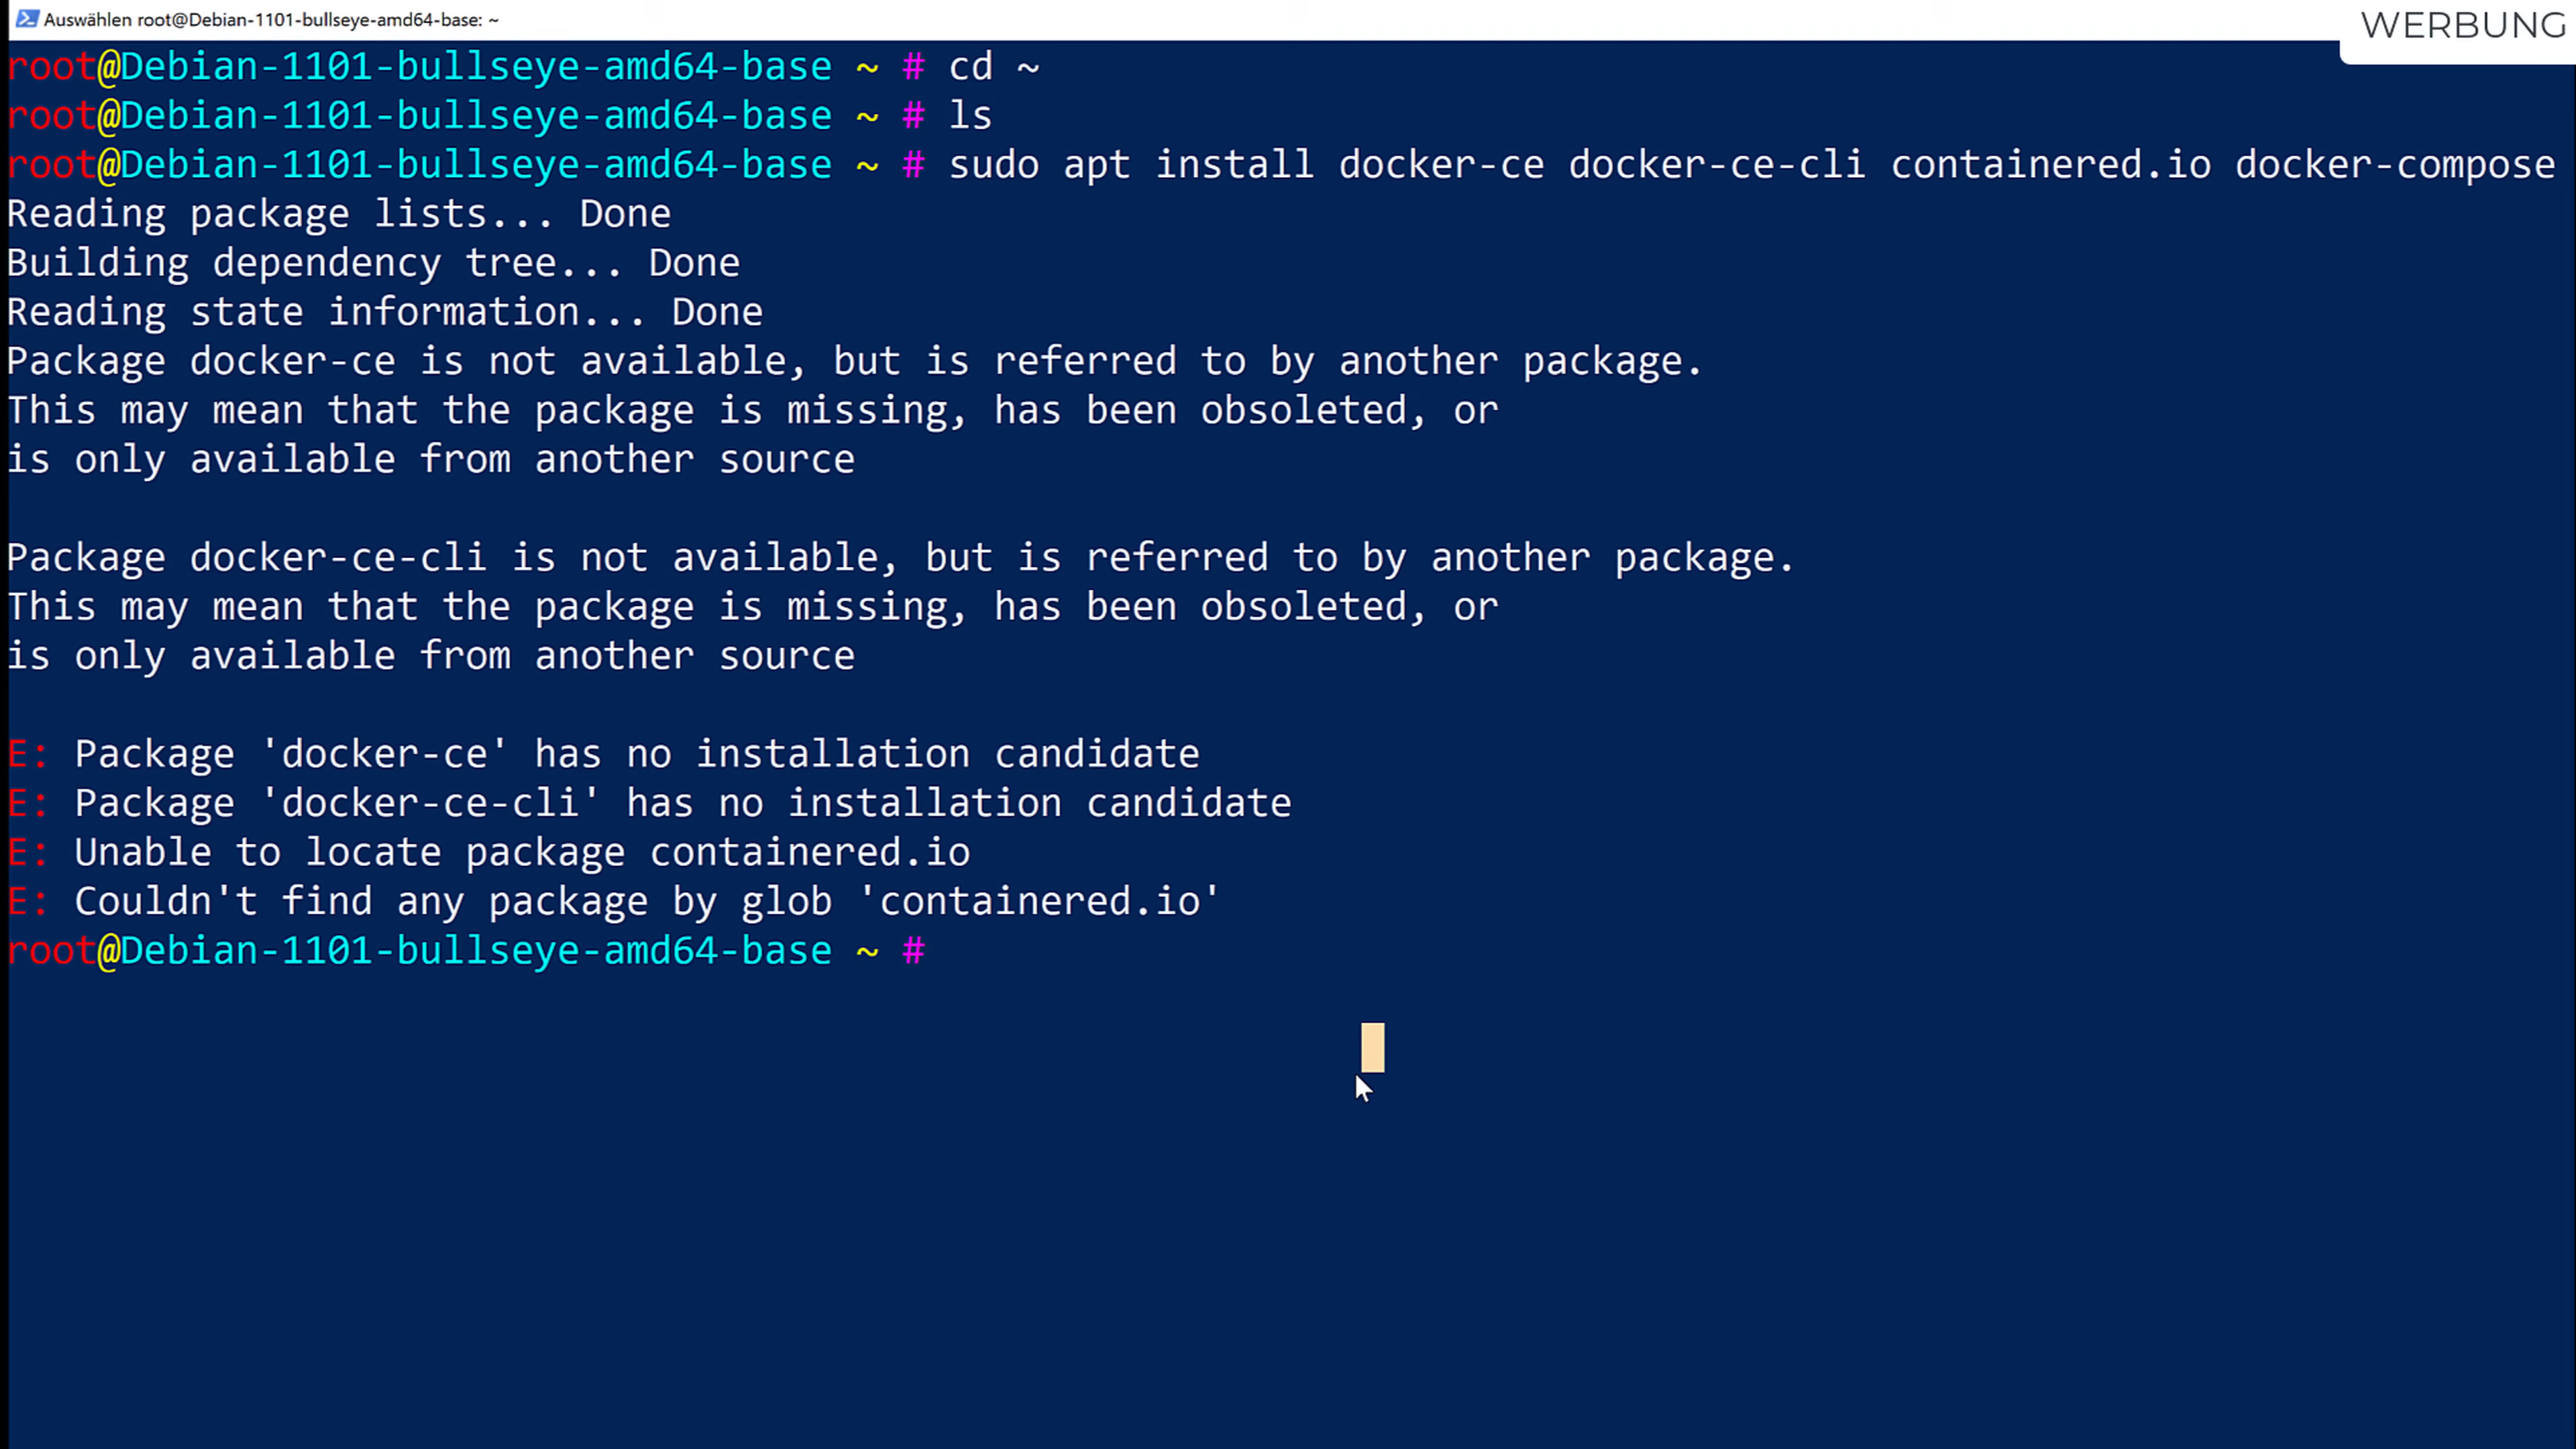 Auswählen root@Debian-1101-bullseye-amd64-base: ~
WERBUNG
root@Debian-1101-bullseye-amd64-base ~ # cd ~
root@Debian-1101-bullseye-amd64-base ~ # ls
root@Debian-1101-bullseye-amd64-base ~ # sudo apt install docker-ce docker-ce-cli containered.io docker-compose
Reading package lists... Done
Building dependency tree... Done
Reading state information... Done
Package docker-ce is not available, but is referred to by another package.
This may mean that the package is missing, has been obsoleted, or
is only available from another source
Package docker-ce-cli is not available, but is referred to by another package.
This may mean that the package is missing, has been obsoleted, or
is only available from another source
E: Package 'docker-ce' has no installation candidate
E: Package 'docker-ce-cli' has no installation candidate
E: Unable to locate package containered.io
E: Couldn't find any package by glob 'containered.io'
root@Debian-1101-bullseye-amd64-base ~ #